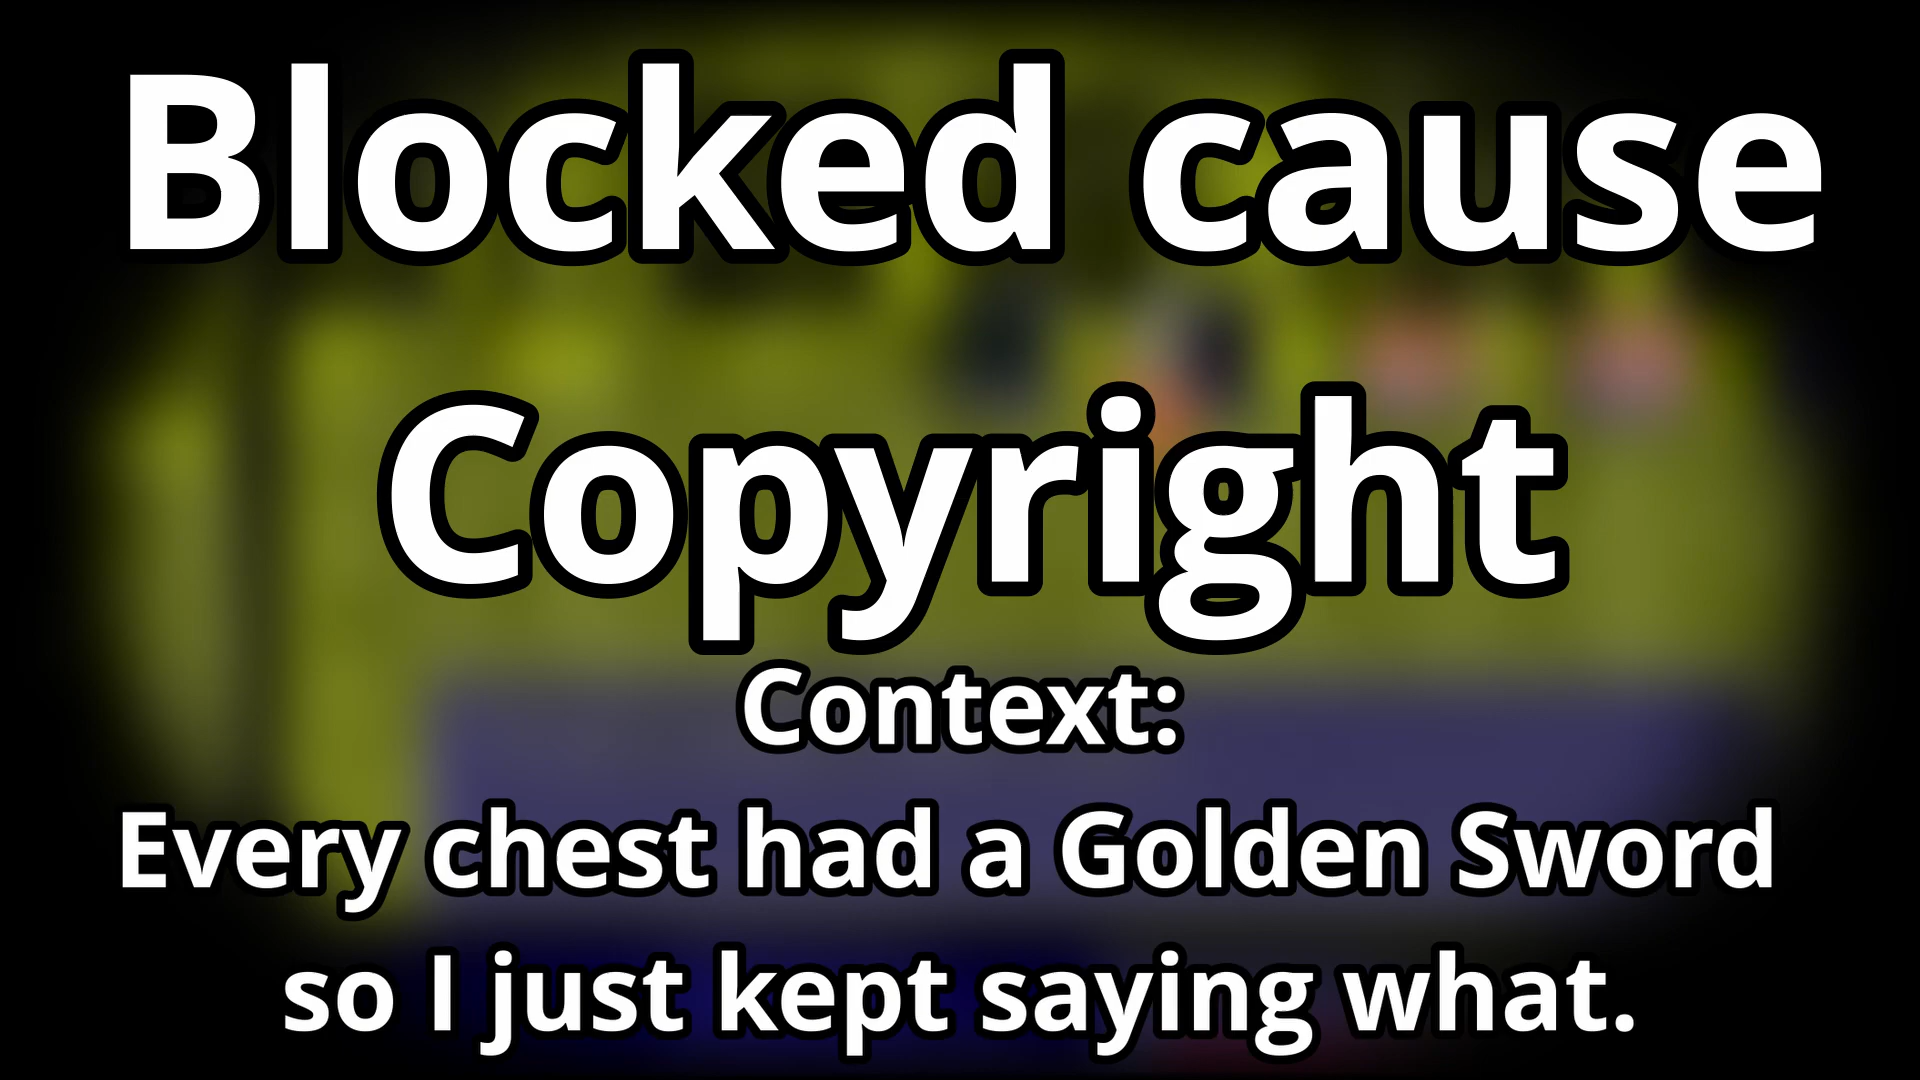 Blocked cause
Copyright
Context:
Every chest had a Golden Sword
so I just kept saying what.